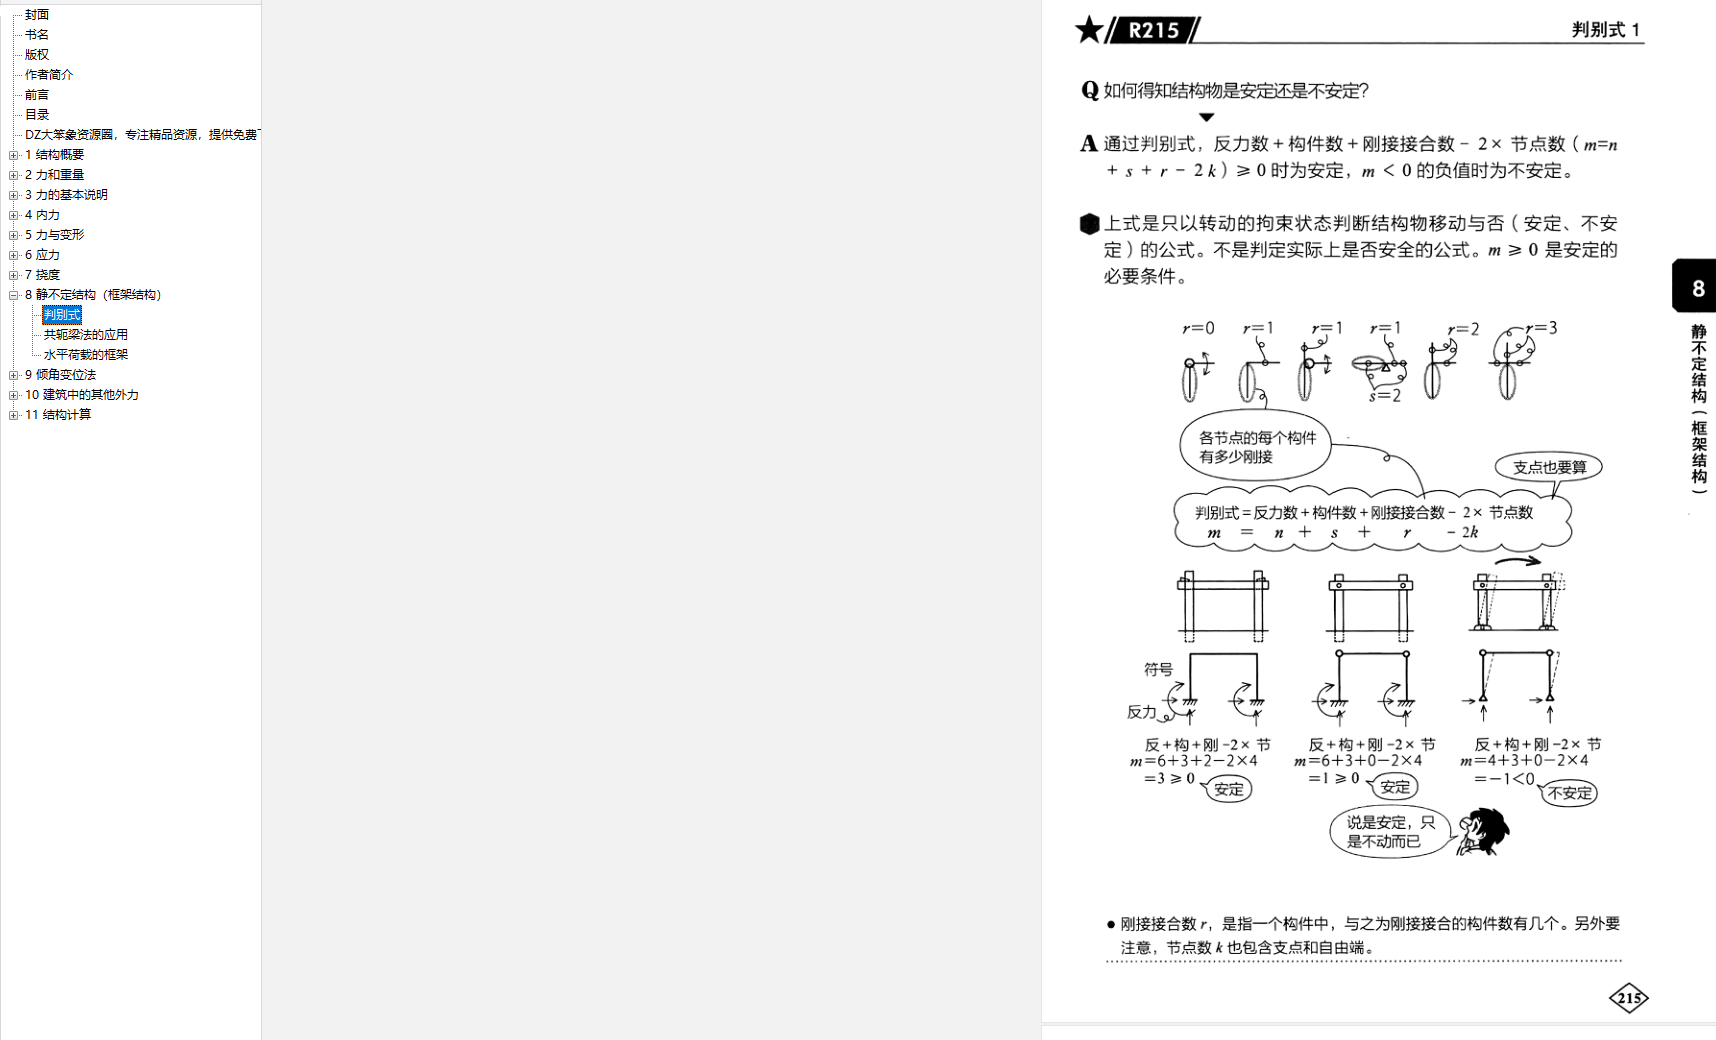 封面
书名
版权
作者简介
前言
目录
DZ大笨象资源圈，专注精品资源，提供免费
1 结构概要
2 力和重量
3 力的基本说明
4 内力
5 力与变形
6 应力
7 挠度
8 静不定结构（框架结构）
判别式
共轭梁法的应用
水平荷载的框架
9 倾角变位法
10 建筑中的其他外力
11 结构计算
★ R215
判别式 1
Q 如何得知结构物是安定还是不安定？
A 通过判别式，反力数+构件数+刚接接合数− 2× 节点数（m=n
+ s + r − 2 k）≥ 0 时为安定，m < 0 的负值时为不安定。
上式是只以转动的拘束状态判断结构物移动与否（安定、不安
定）的公式。不是判定实际上是否安全的公式。m ≥ 0 是安定的
必要条件。
8
静不定结构（框架结构）
r=0 r=1 r=1 r=1 r=2 r=3
s=2
各节点的每个构件
有多少刚接
支点也要算
判别式=反力数+构件数+刚接接合数− 2× 节点数
m = n + s + r − 2k
符号
反力
反+构+刚 −2× 节
m=6+3+2−2×4
=3 ≥ 0
安定
反+构+刚 −2× 节
m=6+3+0−2×4
=1 ≥ 0
安定
反+构+刚 −2× 节
m=4+3+0−2×4
=−1<0
不安定
说是安定，只
是不动而已
● 刚接接合数 r，是指一个构件中，与之为刚接接合的构件数有几个。另外要
注意，节点数 k 也包含支点和自由端。
215